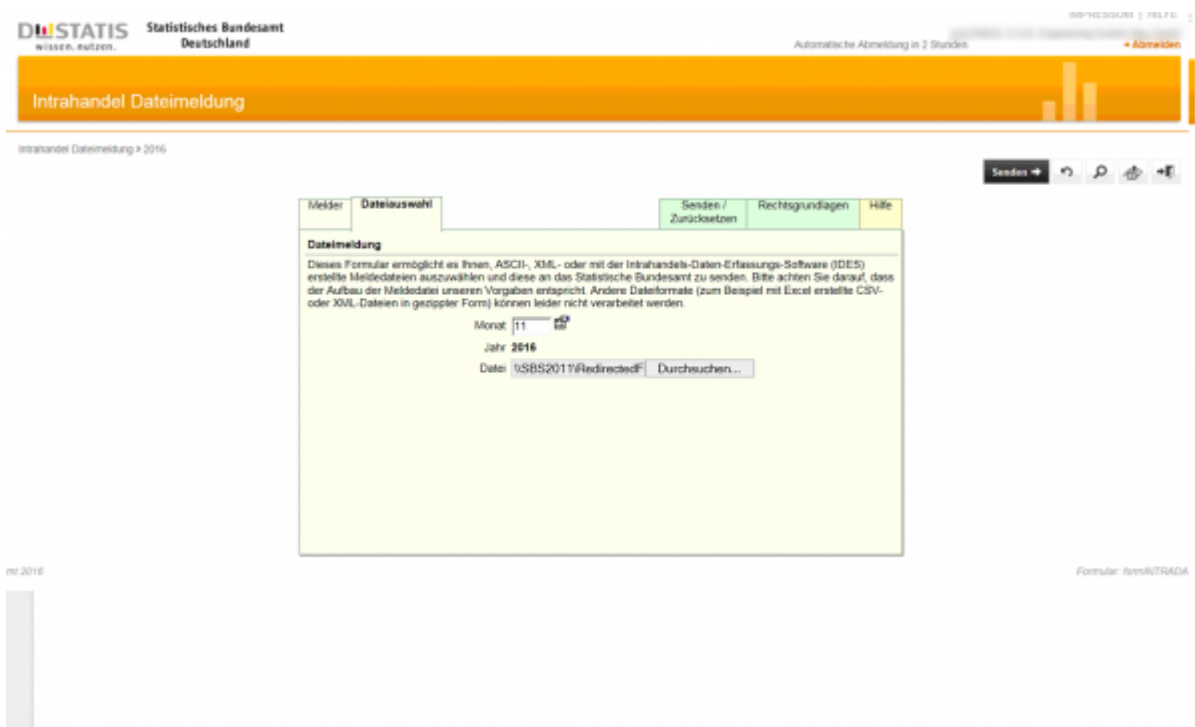 IMPRESSUM | HILFE
DESTATIS
wissen.nutzen.
Statistisches Bundesamt
Deutschland
Automatische Abmeldung in 2 Stunden
Abmelden
Intrahandel Dateimeldung
Intrahandel Dateimeldung » 2016
Senden
Melder
Dateiauswahl
Senden /
Zurücksetzen
Rechtsgrundlagen
Hilfe
Dateimeldung
Dieses Formular ermöglicht es Ihnen, ASCII-, XML- oder mit der Intrahandels-Daten-Erfassungs-Software (IDES)
erstellte Meldedateien auszuwählen und diese an das Statistische Bundesamt zu senden. Bitte achten Sie darauf, dass
der Aufbau der Meldedatei unseren Vorgaben entspricht. Andere Dateiformate (zum Beispiel mit Excel erstellte CSV-
oder XML-Dateien in gezippter Form) können leider nicht verarbeitet werden.
Monat 11
Jahr 2016
Datei \\SBS2011\RedirectedF Durchsuchen...
mt 2016
Formular: formINTRADA